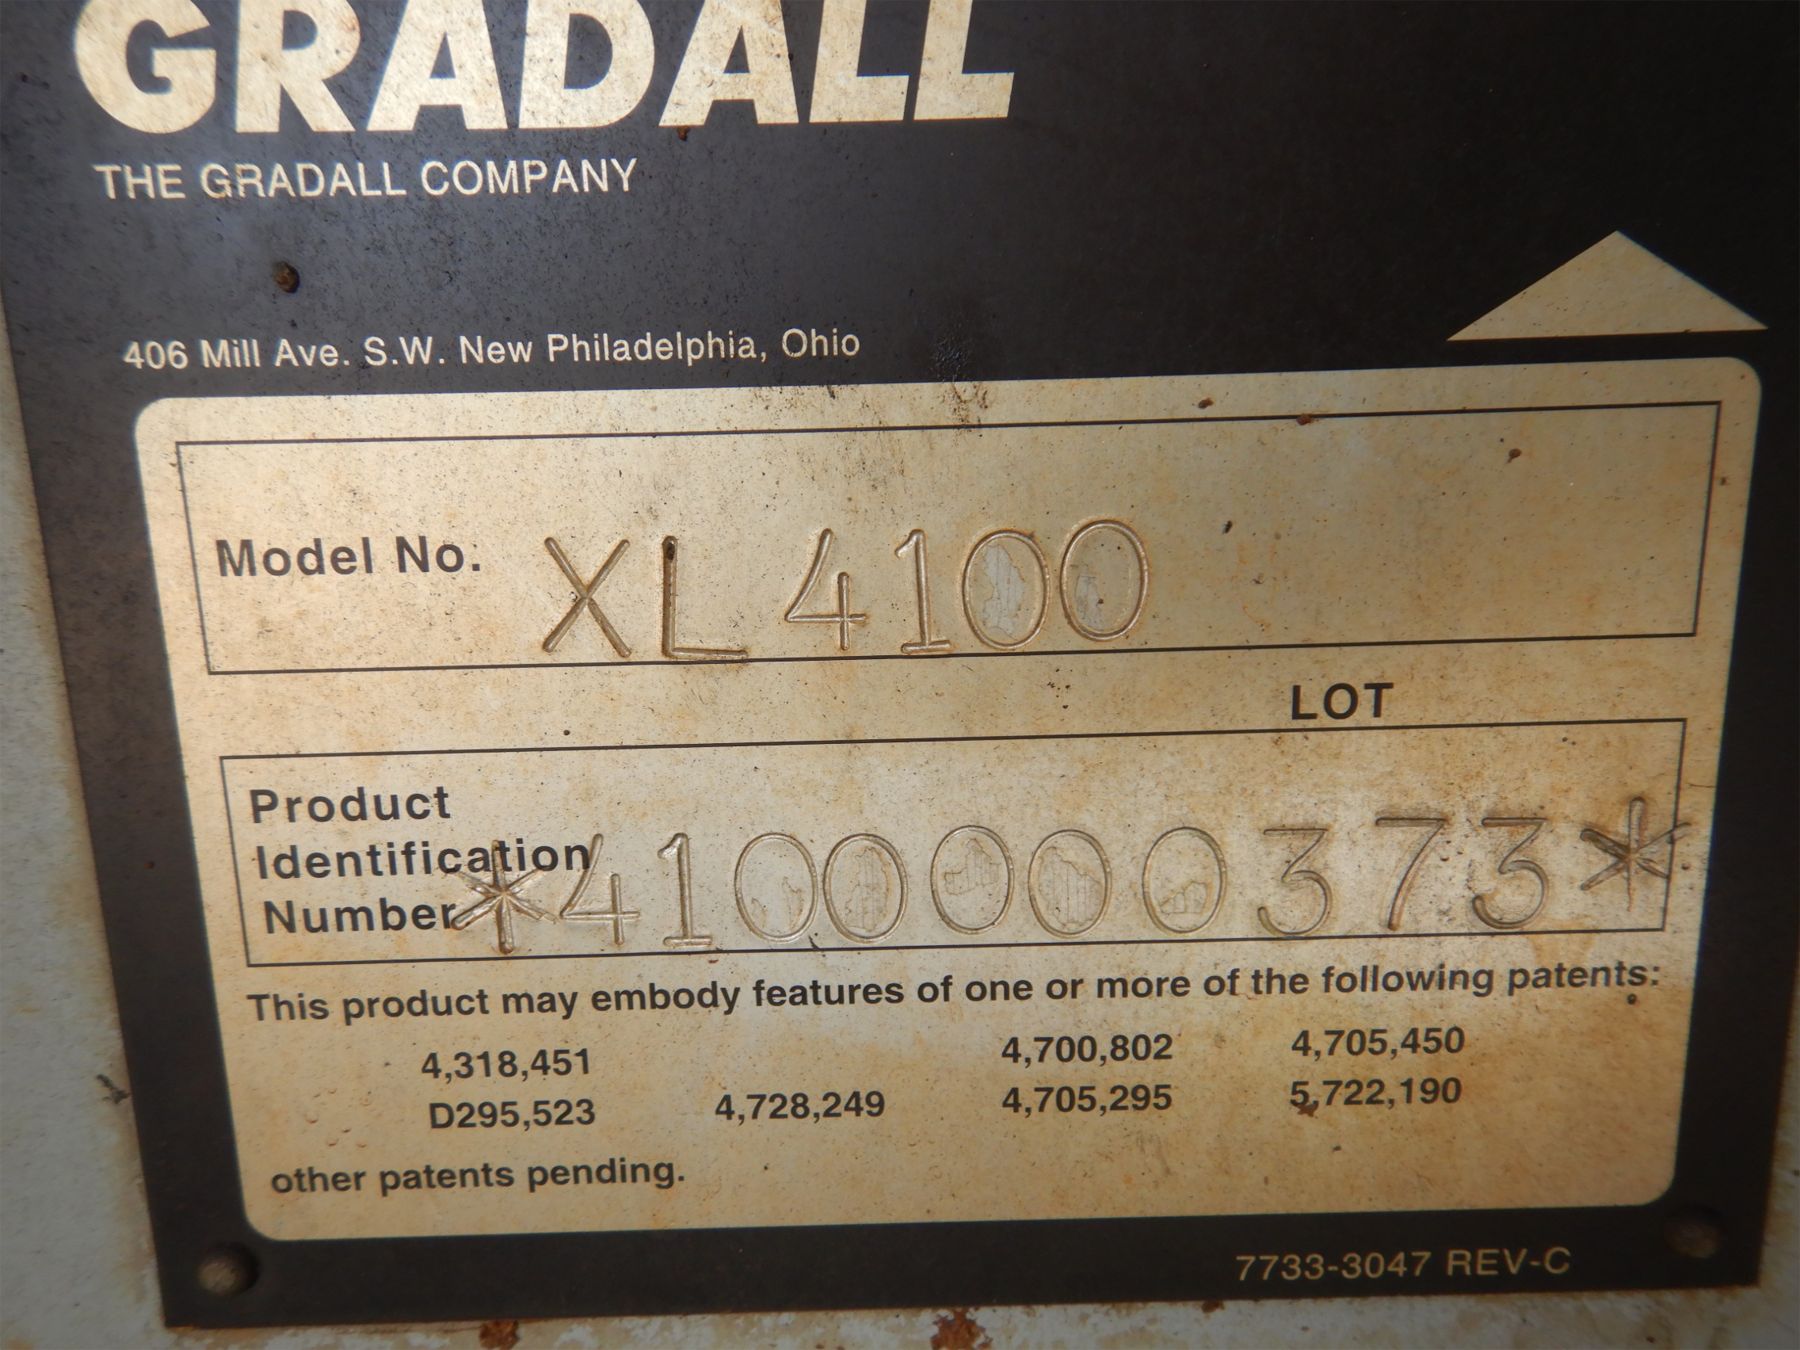 GRADALL
THE GRADALL COMPANY
406 Mill Ave. S.W. New Philadelphia, Ohio
Model No. XL 4100
LOT
Product
Identification
Number *4100000373*
This product may embody features of one or more of the following patents:
4,318,451 4,700,802 4,705,450
D295,523 4,728,249 4,705,295 5,722,190
other patents pending.
7733-3047 REV-C